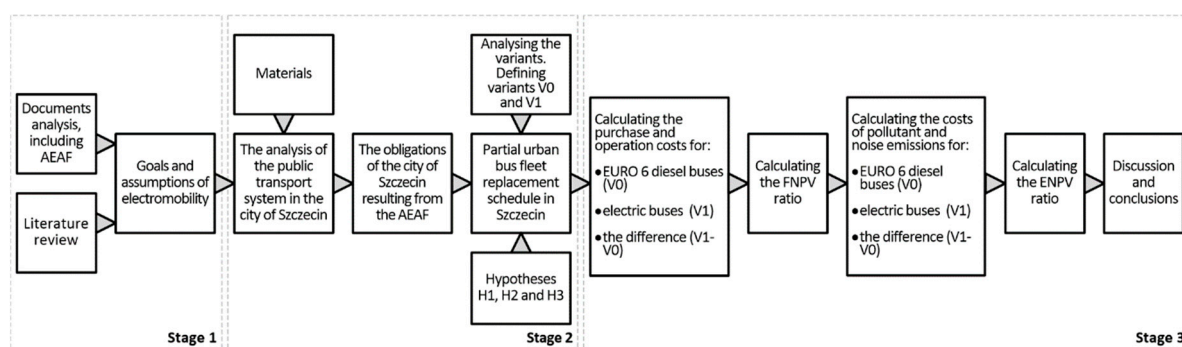 Documents
analysis,
including
AEAF
Literature
review
Goals and
assumptions of
electromobility
Stage 1
Materials
The analysis of
the public
transport
system in the
city of Szczecin
The obligations
of the city of
Szczecin
resulting from
the AEAF
Analysing the
variants.
Defining
variants V0
and V1
Partial urban
bus fleet
replacement
schedule in
Szczecin
Hypotheses
H1, H2 and H3
Stage 2
Calculating the
purchase and
operation costs for:
•EURO 6 diesel buses
(V0)
•electric buses (V1)
•the difference (V1-
V0)
Calculating
the FNPV
ratio
Calculating the costs
of pollutant and
noise emissions for:
•EURO 6 diesel
buses (V0)
•electric buses (V1)
•the difference (V1-
V0)
Calculating
the ENPV
ratio
Discussion
and
conclusions
Stage 3